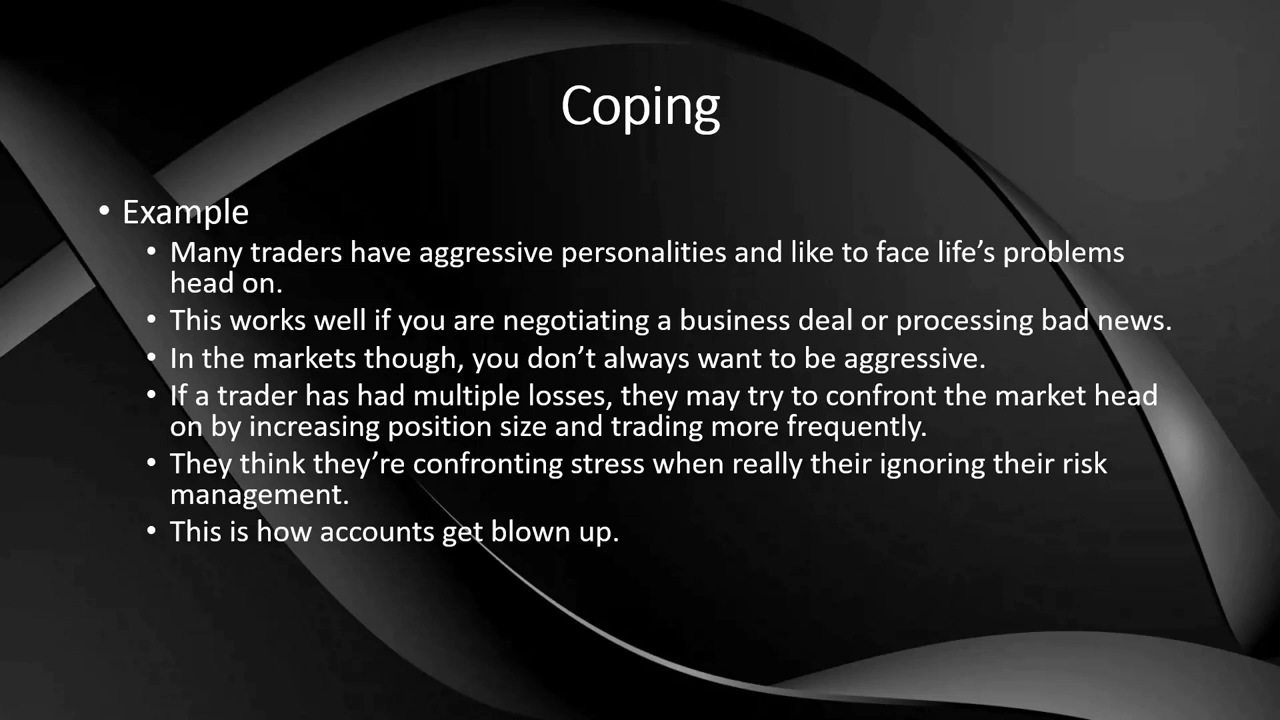 Coping
• Example
• Many traders have aggressive personalities and like to face life’s problems
head on.
• This works well if you are negotiating a business deal or processing bad news.
• In the markets though, you don’t always want to be aggressive.
• If a trader has had multiple losses, they may try to confront the market head
on by increasing position size and trading more frequently.
• They think they’re confronting stress when really their ignoring their risk
management.
• This is how accounts get blown up.